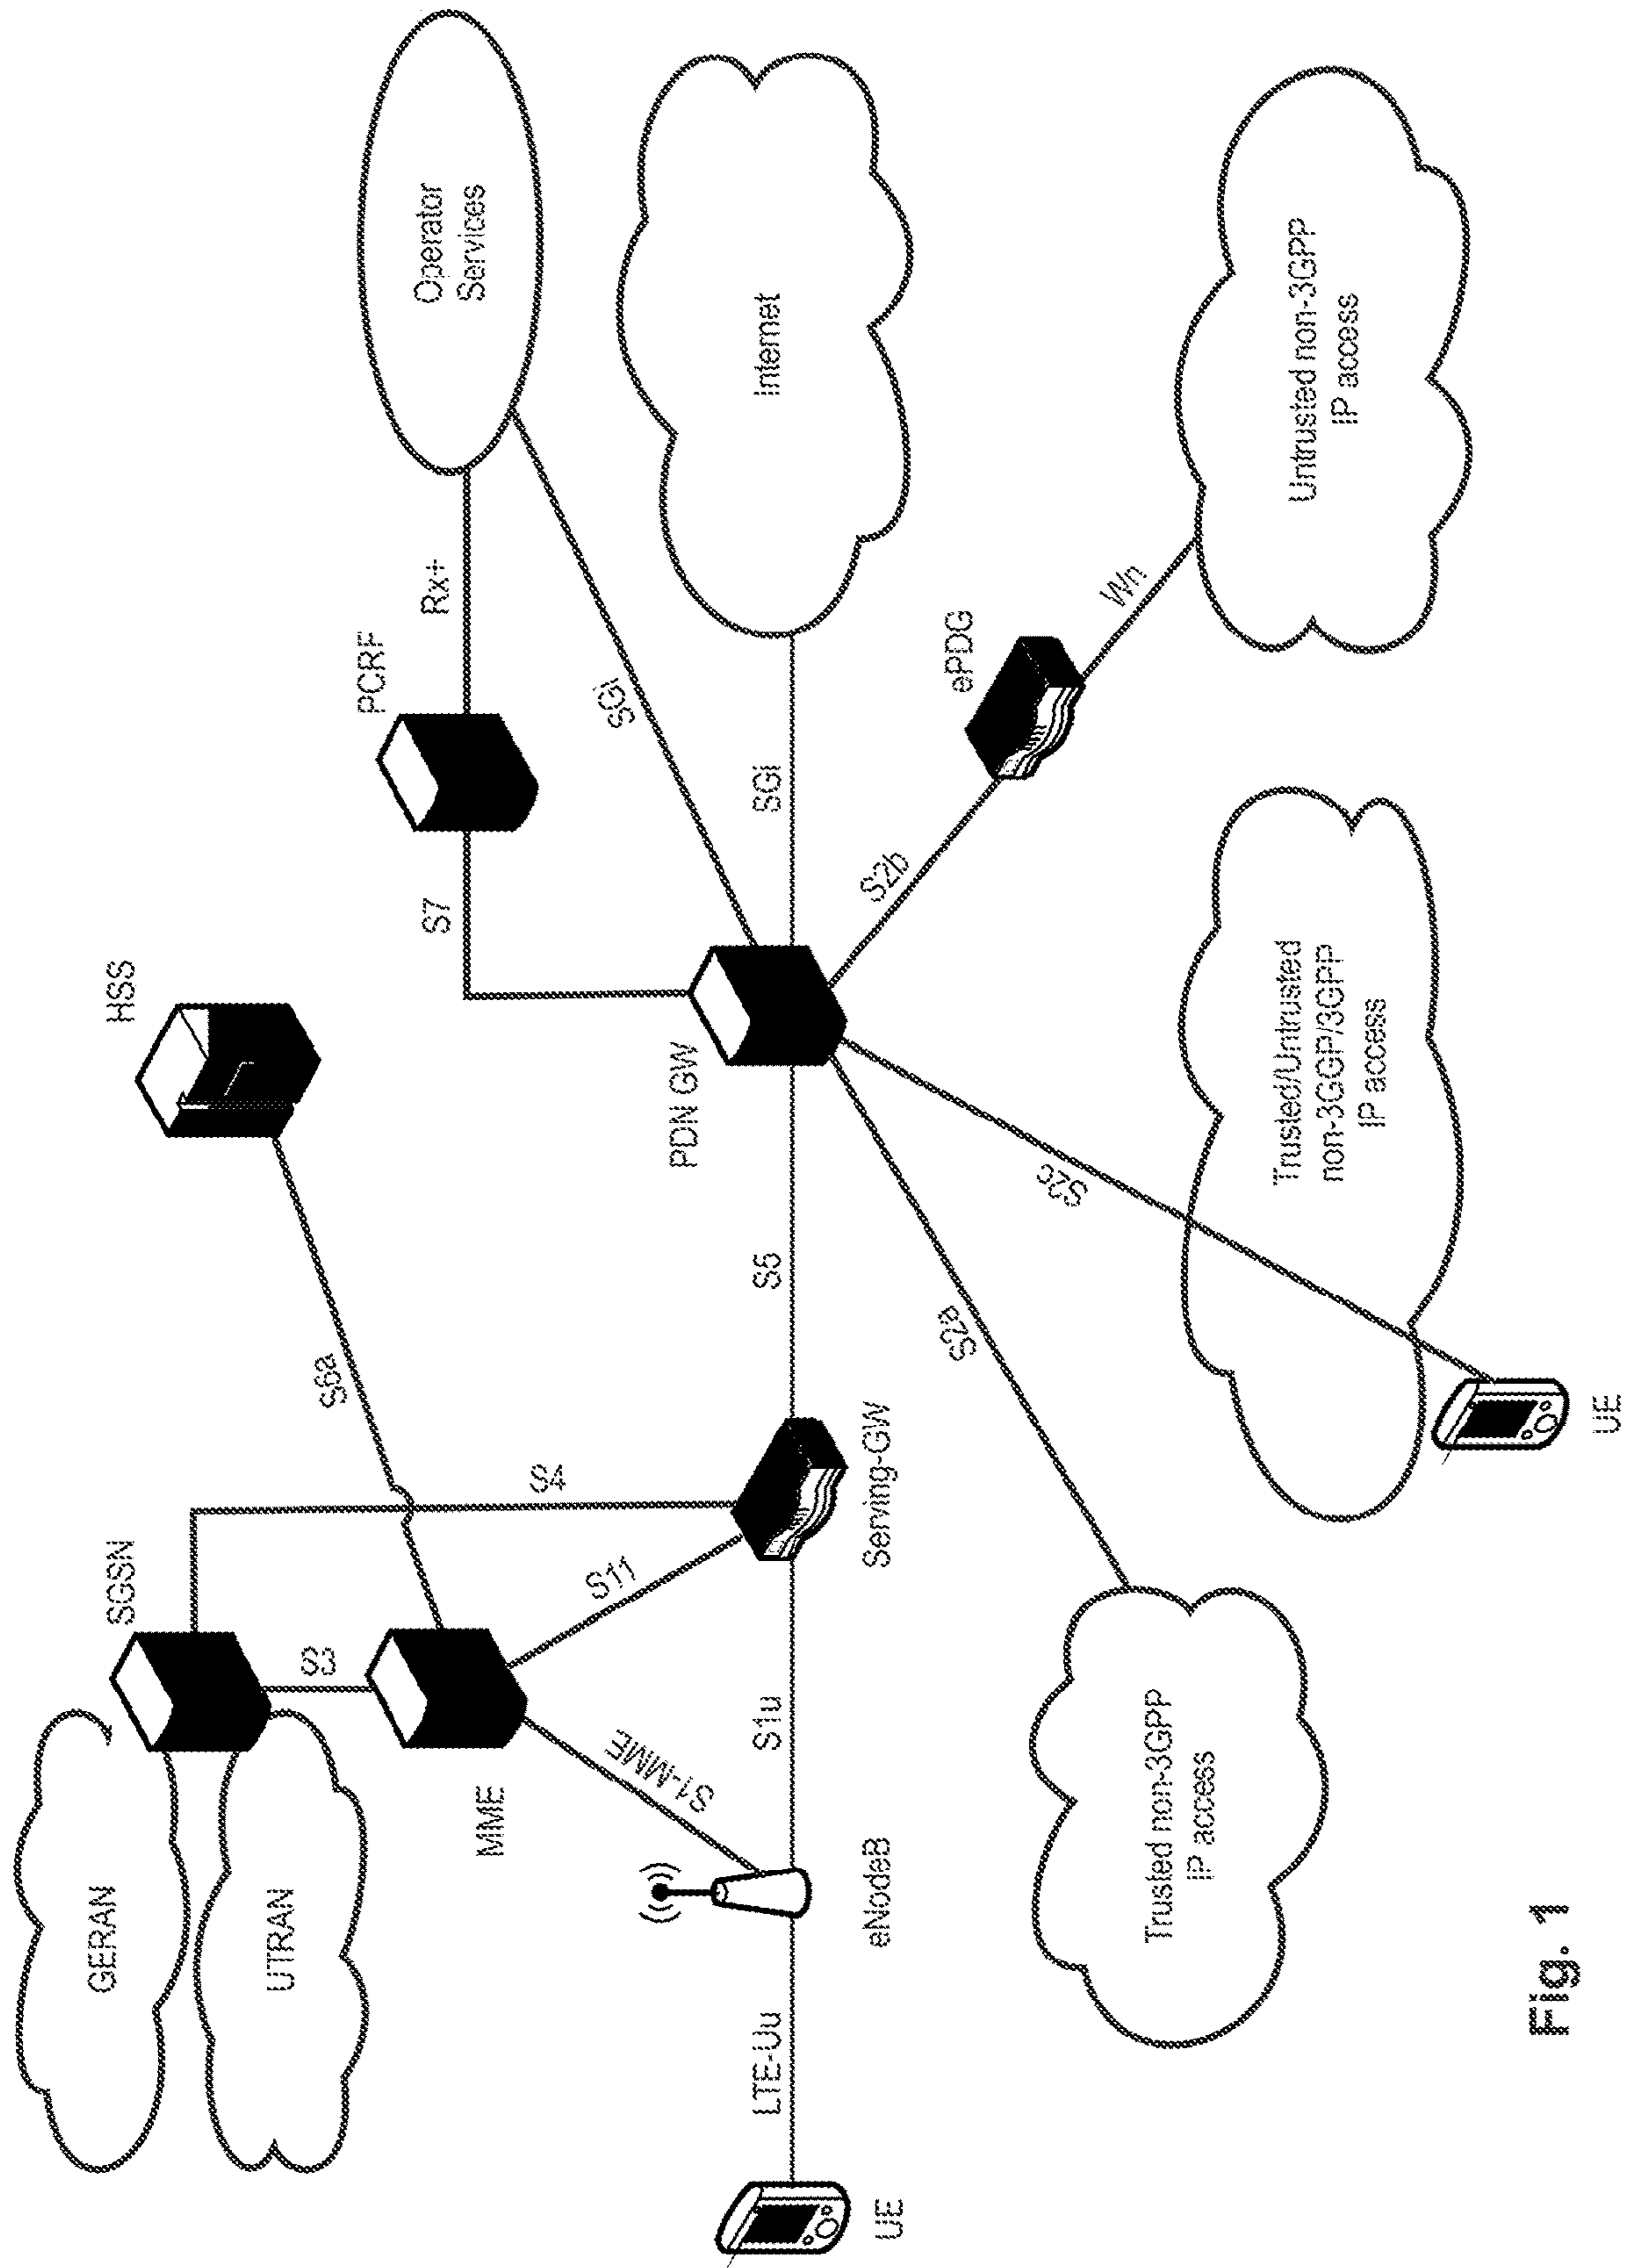 GERAN
SGSN
HSS
UTRAN
S3
S6a
S4
S7
PCRF
Rx+
Operator
Services
MME
S11
S1-MME
SGi
UE
LTE-Uu
eNodeB
S1u
Serving-GW
S5
PDN GW
SGi
Internet
S2a
S2c
S2b
ePDG
Wn
Trusted non-3GPP
IP access
Trusted/Untrusted
non-3GGP/3GPP
IP access
Untrusted non-3GPP
IP access
UE
Fig. 1